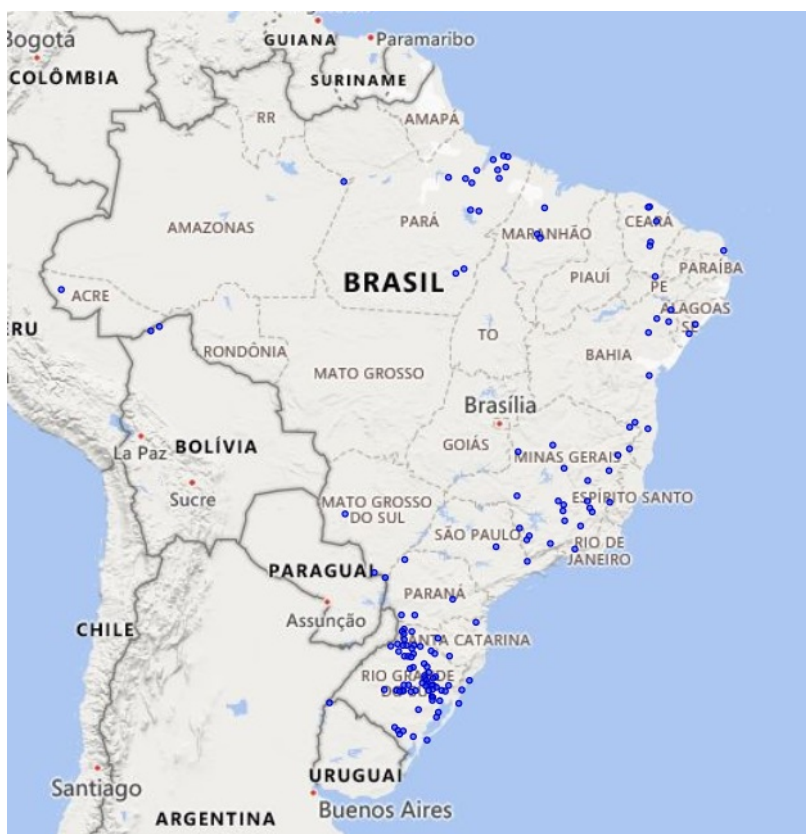 GUIANA
Paramaribo
Bogotá
COLÔMBIA
SURINAME
RR
AMAPÁ
AMAZONAS
PARÁ
MARANHÃO
CEARÁ
PIAUÍ
PARAÍBA
BRASIL
PE
ACRE
ALAGOAS
SE
ERU
RONDÔNIA
TO
MATO GROSSO
BAHIA
Brasília
La Paz
BOLÍVIA
GOIÁS
MINAS GERAIS
Sucre
MATO GROSSO
DO SUL
ESPÍRITO SANTO
SÃO PAULO
RIO DE
JANEIRO
PARAGUAI
PARANÁ
Assunção
CHILE
SANTA CATARINA
RIO GRANDE
DO SUL
Santiago
URUGUAI
Buenos Aires
ARGENTINA